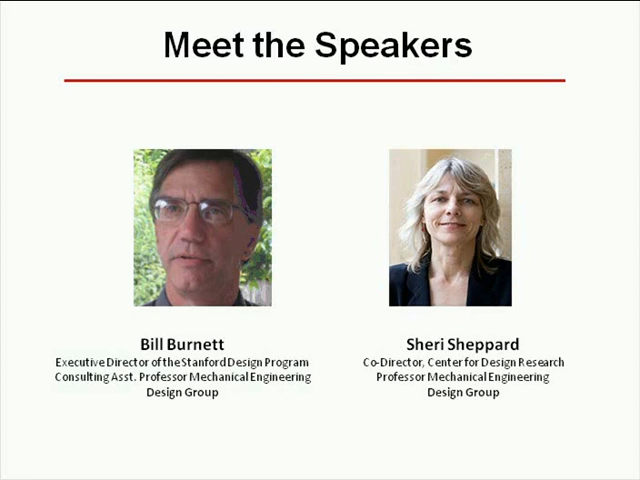 Meet the Speakers
Bill Burnett
Executive Director of the Stanford Design Program
Consulting Asst. Professor Mechanical Engineering
Design Group
Sheri Sheppard
Co-Director, Center for Design Research
Professor Mechanical Engineering
Design Group